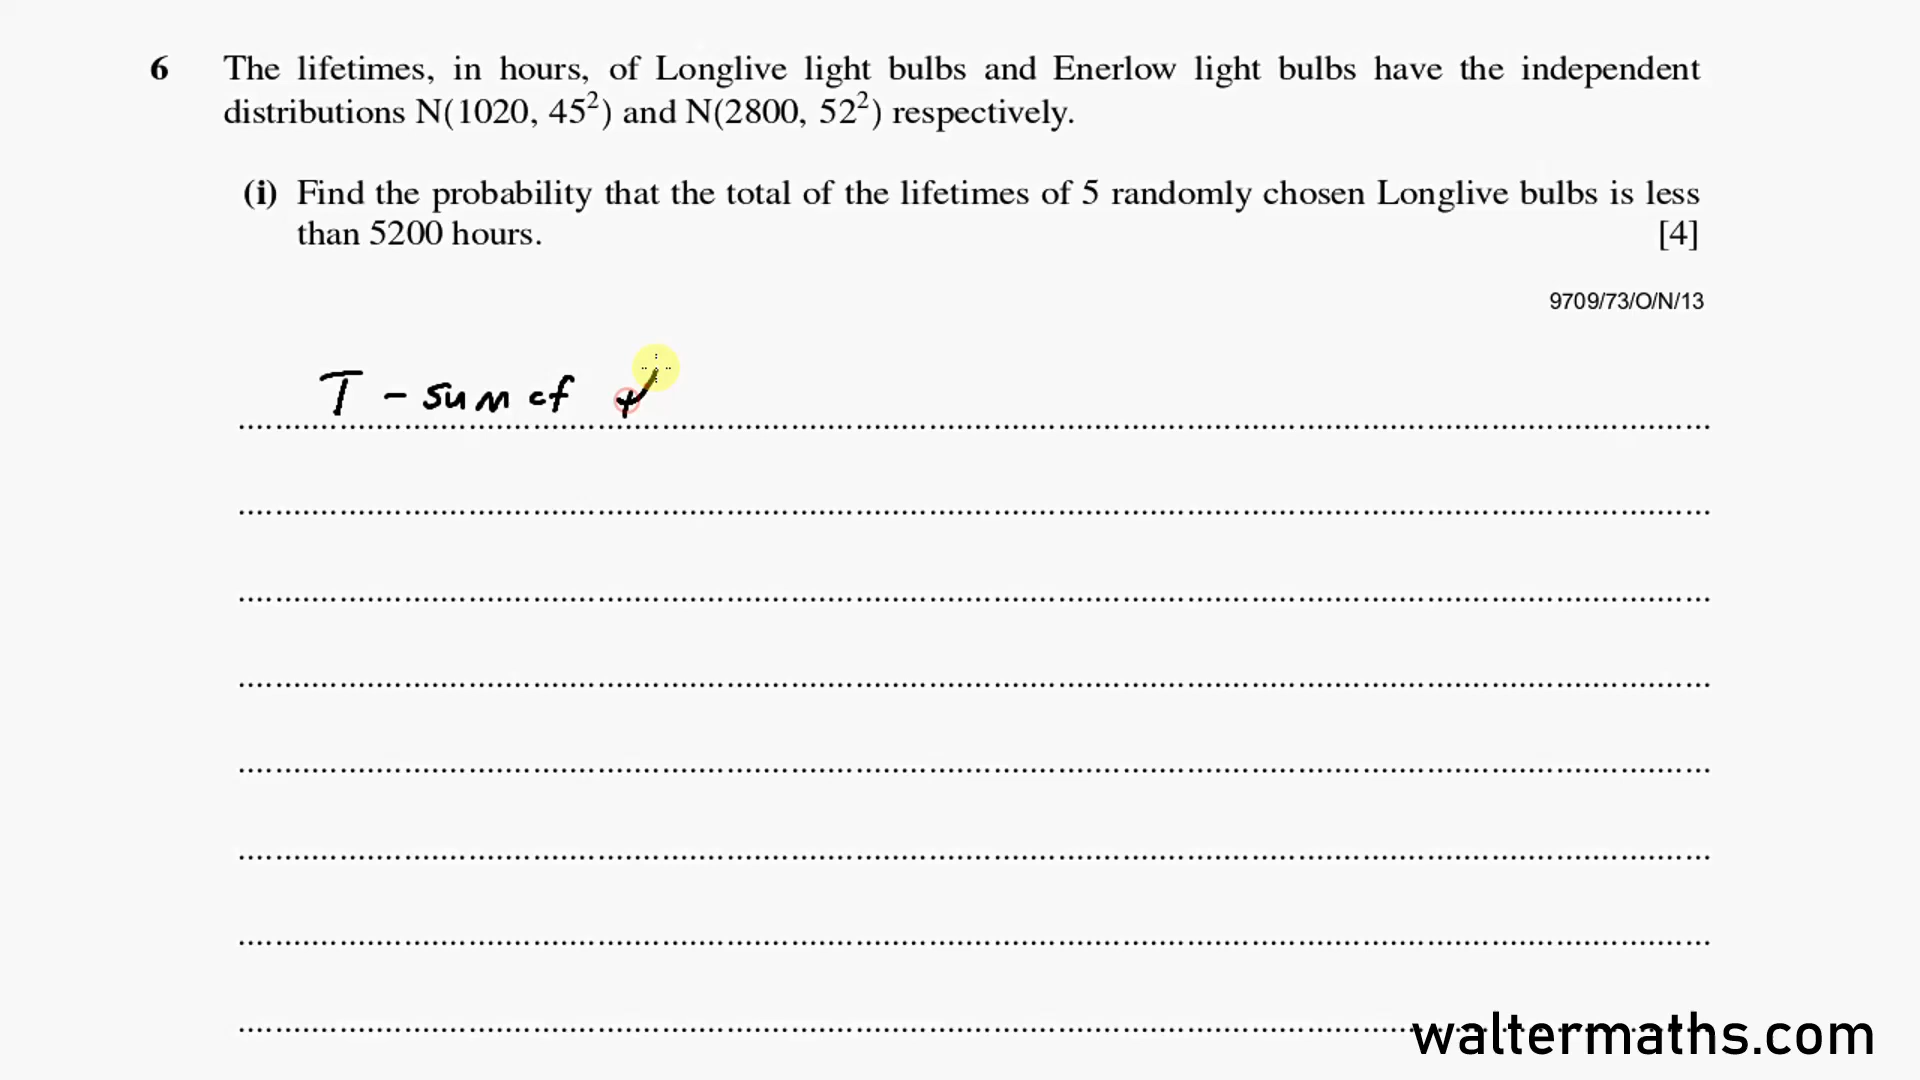 6 The lifetimes, in hours, of Longlive light bulbs and Enerlow light bulbs have the independent
distributions N(1020, 45²) and N(2800, 52²) respectively.
(i) Find the probability that the total of the lifetimes of 5 randomly chosen Longlive bulbs is less
than 5200 hours. [4]
9709/73/O/N/13
T - sum of
waltermaths.com